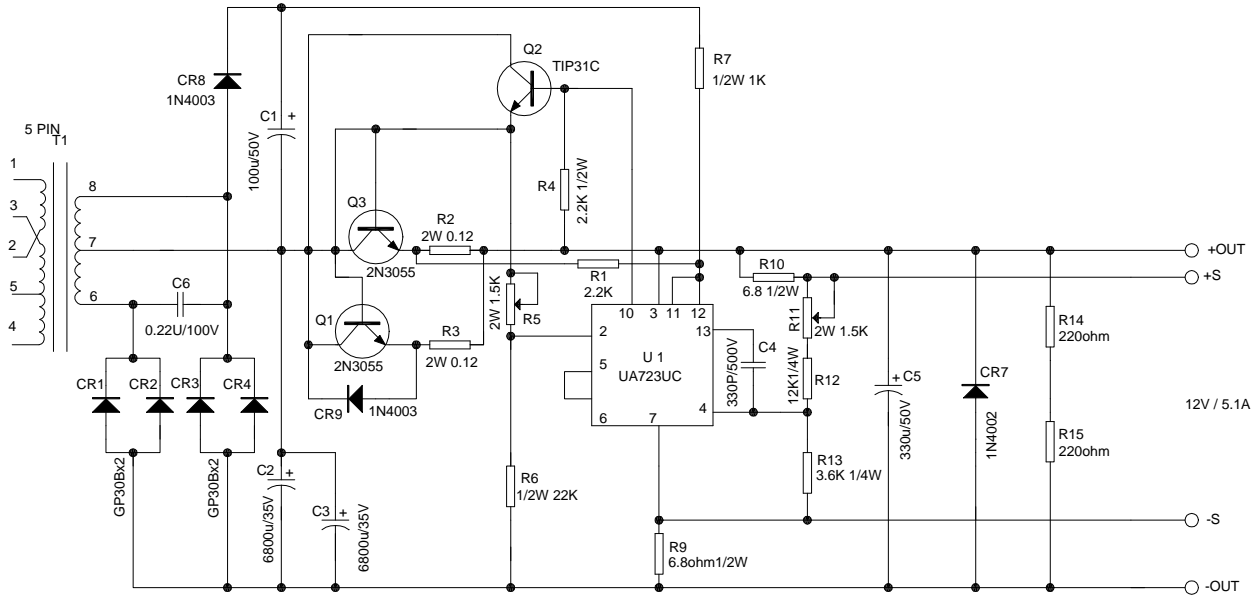 Q2
TIP31C
R7
1/2W 1K
CR8
1N4003
C1
+
100u/50V
5 PIN
T1
1
3
2
5
4
8
7
6
R4
2.2K 1/2W
Q3
2N3055
R2
2W 0.12
R1
2.2K
R10
6.8 1/2W
+OUT
+S
C6
0.22U/100V
2W 1.5K
R5
Q1
2N3055
R3
2W 0.12
CR9
1N4003
10
3
11
12
2
13
5
6
7
4
U 1
UA723UC
C4
330P/500V
R11
2W 1.5K
R12
12K1/4W
R14
220ohm
CR1
CR2
CR3
CR4
GP30Bx2
GP30Bx2
C5
+
330u/50V
CR7
1N4002
12V / 5.1A
R15
220ohm
C2
+
6800u/35V
C3
+
6800u/35V
R6
1/2W 22K
R13
3.6K 1/4W
R9
6.8ohm1/2W
-S
-OUT